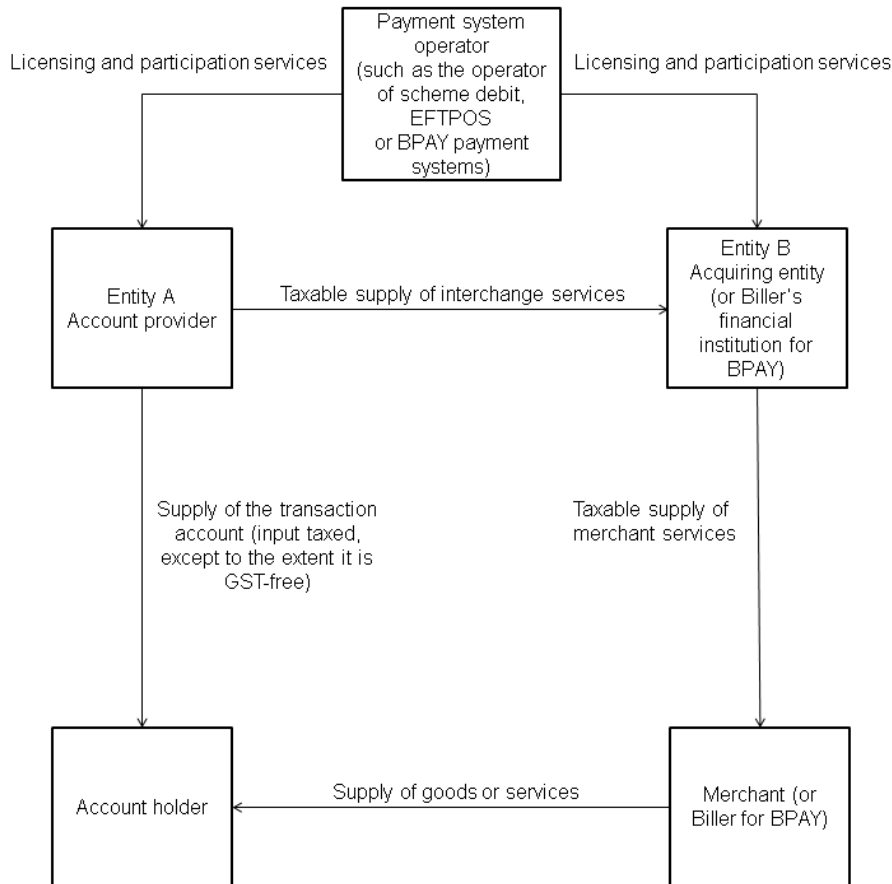 Payment system
operator
(such as the operator
of scheme debit,
EFTPOS
or BPAY payment
systems)
Licensing and participation services
Licensing and participation services
Entity A
Account provider
Taxable supply of interchange services
Entity B
Acquiring entity
(or Biller's
financial
institution for
BPAY)
Supply of the transaction
account (input taxed,
except to the extent it is
GST-free)
Taxable supply of
merchant services
Account holder
Supply of goods or services
Merchant (or
Biller for BPAY)